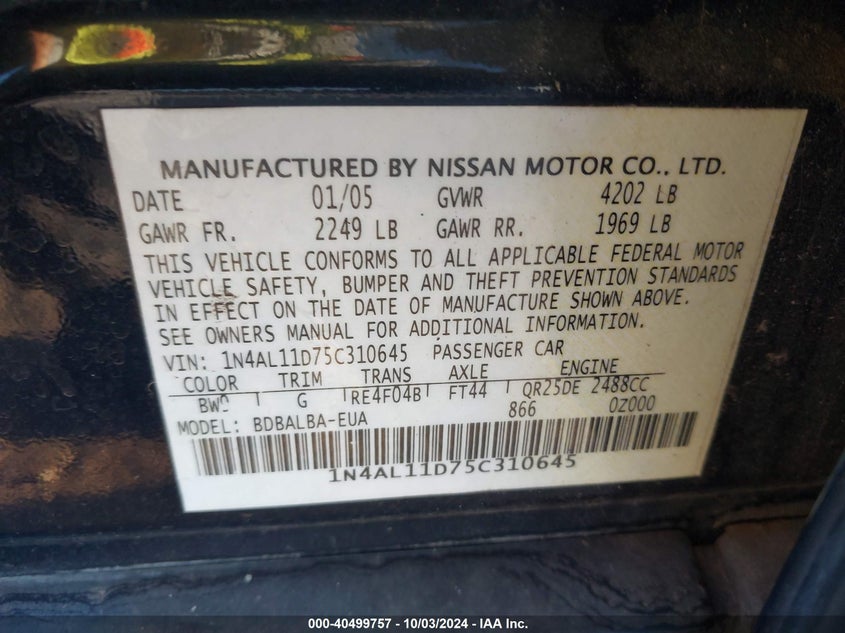 MANUFACTURED BY NISSAN MOTOR CO., LTD.
DATE 01/05 GVWR 4202 LB
GAWR FR. 2249 LB GAWR RR. 1969 LB
THIS VEHICLE CONFORMS TO ALL APPLICABLE FEDERAL MOTOR
VEHICLE SAFETY, BUMPER AND THEFT PREVENTION STANDARDS
IN EFFECT ON THE DATE OF MANUFACTURE SHOWN ABOVE.
SEE OWNERS MANUAL FOR ADDITIONAL INFORMATION.
VIN: 1N4AL11D75C310645 PASSENGER CAR
COLOR TRIM TRANS AXLE ENGINE
G RE4F04B FT44 QR25DE 2488CC
866 0Z000
MODEL: BDBALBA-EUA
1N4AL11D75C310645
000-40499757 - 10/03/2024 - IAA Inc.